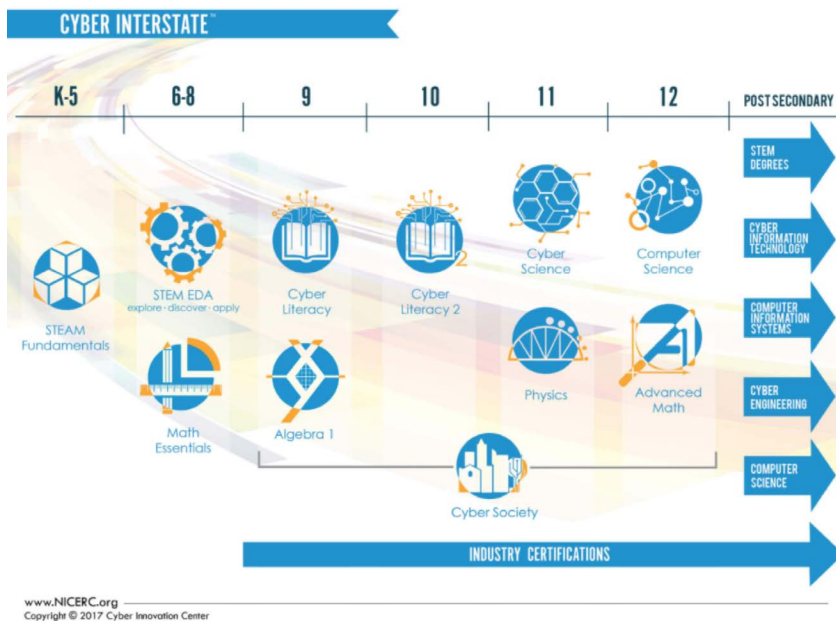 CYBER INTERSTATE™
K-5
6-8
9
10
11
12
POST SECONDARY
STEM
DEGREES
CYBER
INFORMATION
TECHNOLOGY
COMPUTER
INFORMATION
SYSTEMS
CYBER
ENGINEERING
COMPUTER
SCIENCE
STEAM
Fundamentals
STEM EDA
explore · discover · apply
Math
Essentials
Cyber
Literacy
Algebra 1
2
Cyber
Literacy 2
Cyber
Science
Physics
Computer
Science
Advanced
Math
Cyber Society
INDUSTRY CERTIFICATIONS
www.NICERC.org
Copyright © 2017 Cyber Innovation Center